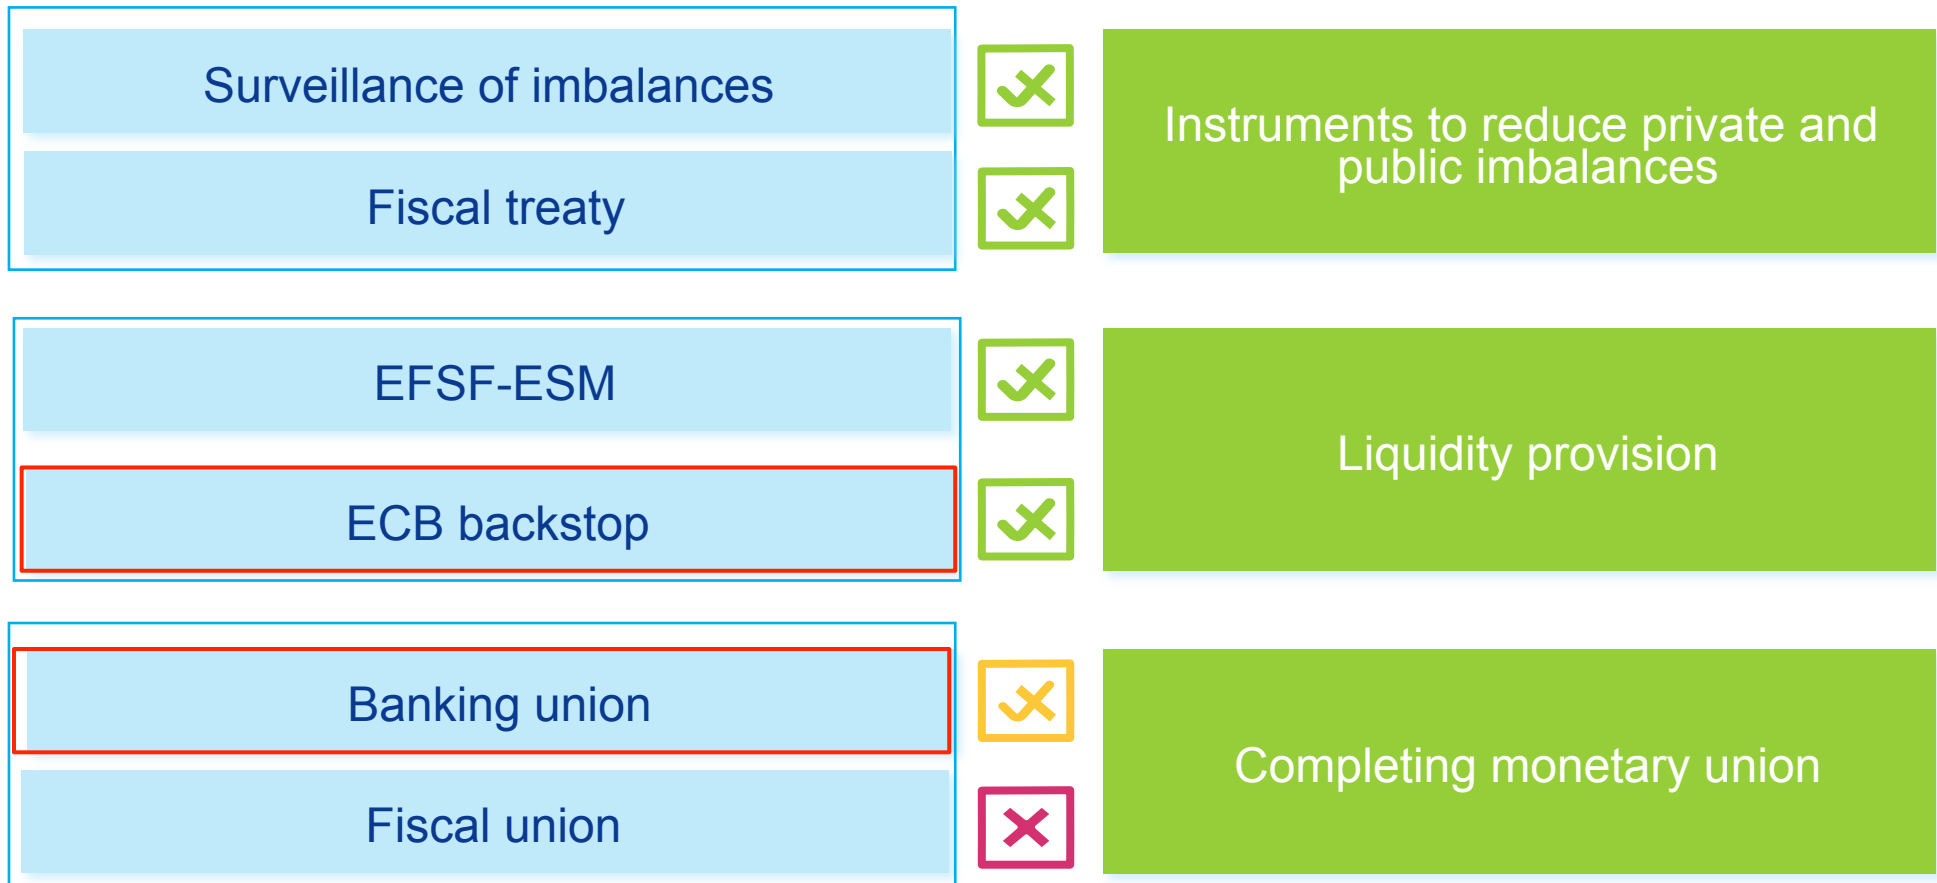 Surveillance of imbalances
Fiscal treaty
Instruments to reduce private and
public imbalances
EFSF-ESM
ECB backstop
Liquidity provision
Banking union
Fiscal union
Completing monetary union